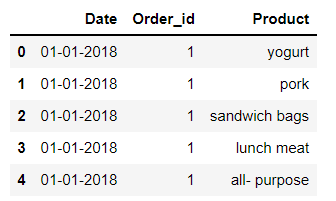 Date Order_id Product
0 01-01-2018 1 yogurt
1 01-01-2018 1 pork
2 01-01-2018 1 sandwich bags
3 01-01-2018 1 lunch meat
4 01-01-2018 1 all- purpose